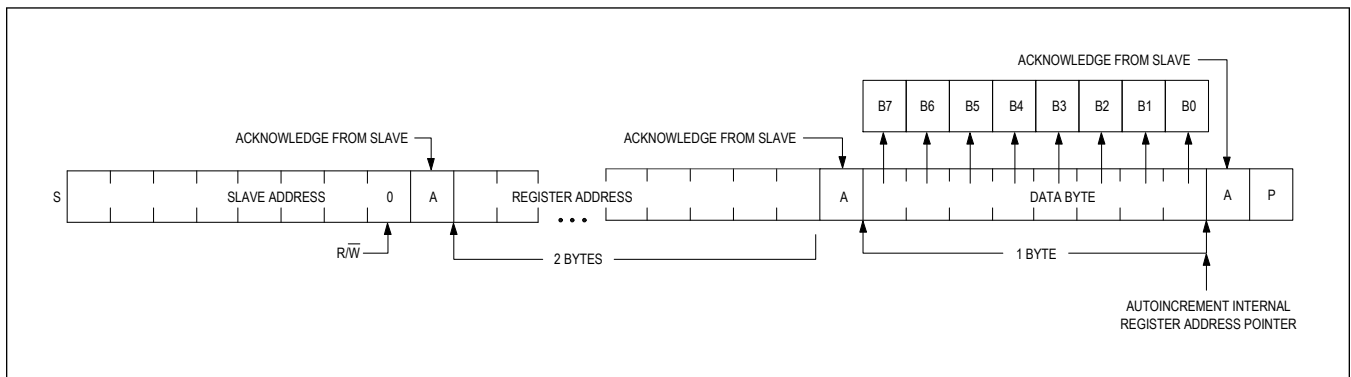 ACKNOWLEDGE FROM SLAVE
B7 B6 B5 B4 B3 B2 B1 B0
ACKNOWLEDGE FROM SLAVE ACKNOWLEDGE FROM SLAVE
S SLAVE ADDRESS 0 A REGISTER ADDRESS A DATA BYTE A P
• • •
R/W̅ 2 BYTES 1 BYTE
AUTOINCREMENT INTERNAL
REGISTER ADDRESS POINTER